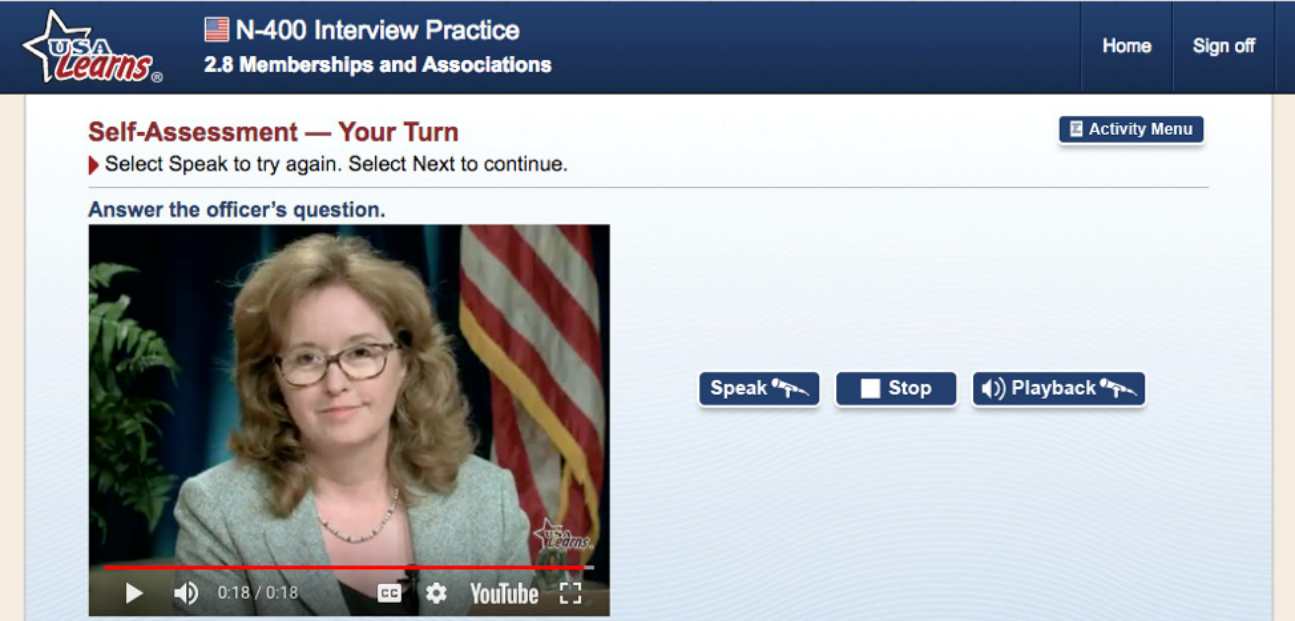 USA
Learns®
N-400 Interview Practice
2.8 Memberships and Associations
Home
Sign off
Self-Assessment — Your Turn
Activity Menu
Select Speak to try again. Select Next to continue.
Answer the officer's question.
Speak
Stop
Playback
USA
Learns
0:18 / 0:18
CC
YouTube